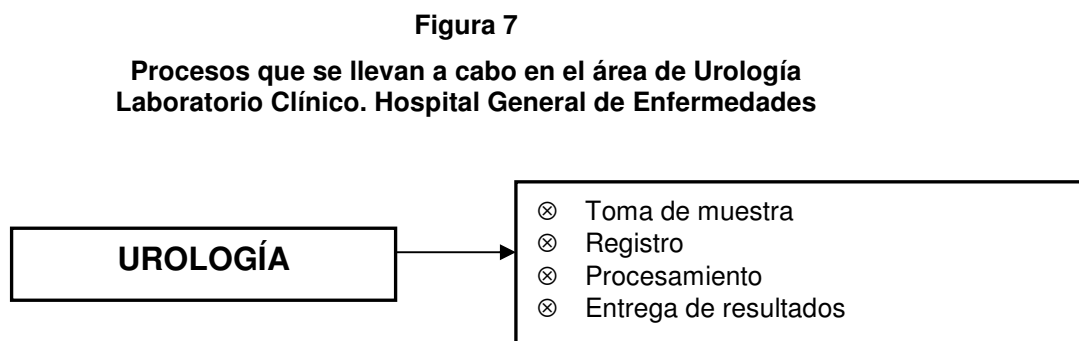 Figura 7
Procesos que se llevan a cabo en el área de Urología
Laboratorio Clínico. Hospital General de Enfermedades
UROLOGÍA
⊗ Toma de muestra
⊗ Registro
⊗ Procesamiento
⊗ Entrega de resultados